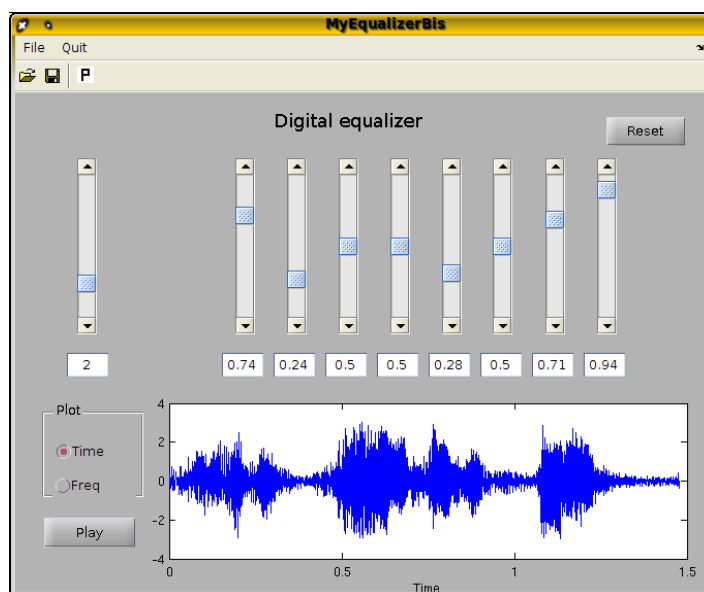 MyEqualizerBis
File Quit
P
Digital equalizer
Reset
2 0.74 0.24 0.5 0.5 0.28 0.5 0.71 0.94
Plot
Time
Freq
Play
4
2
0
-2
-4
0 0.5 1 1.5
Time